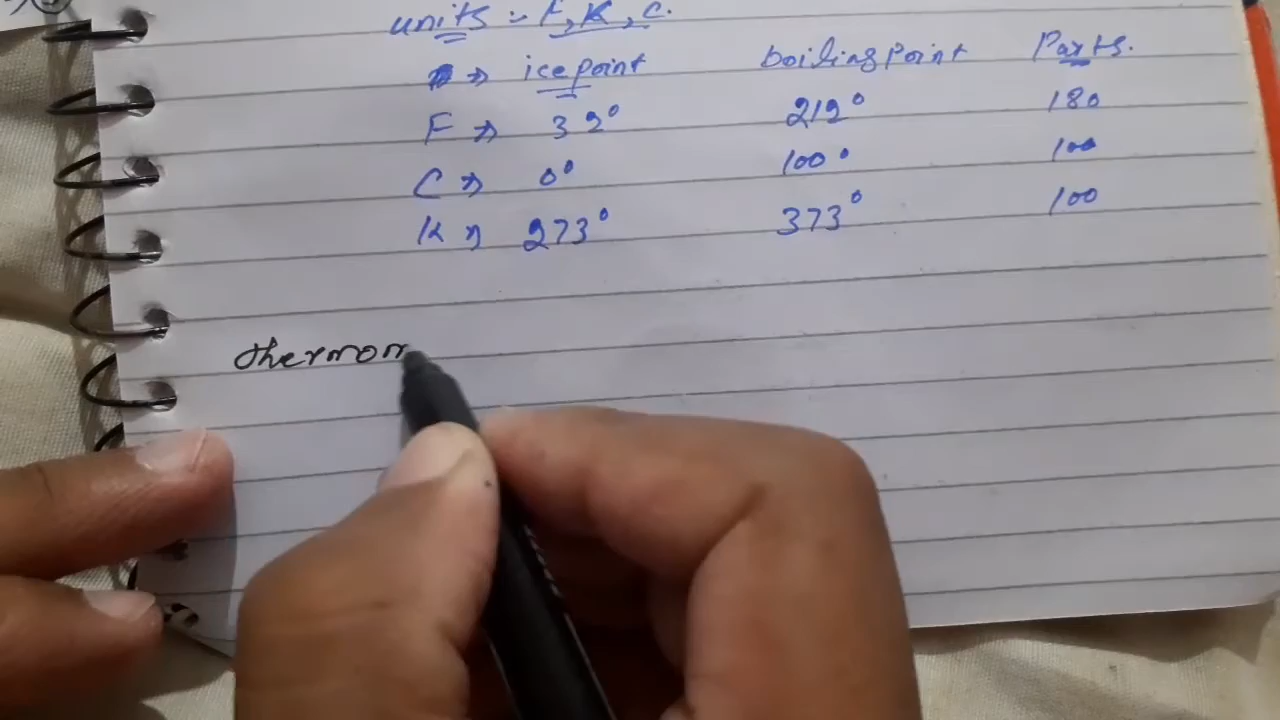 units :- F, K, C.
→ ice point boiling point Parts.
F → 32° 212° 180
C → 0° 100° 100
K → 273° 373° 100
thermom